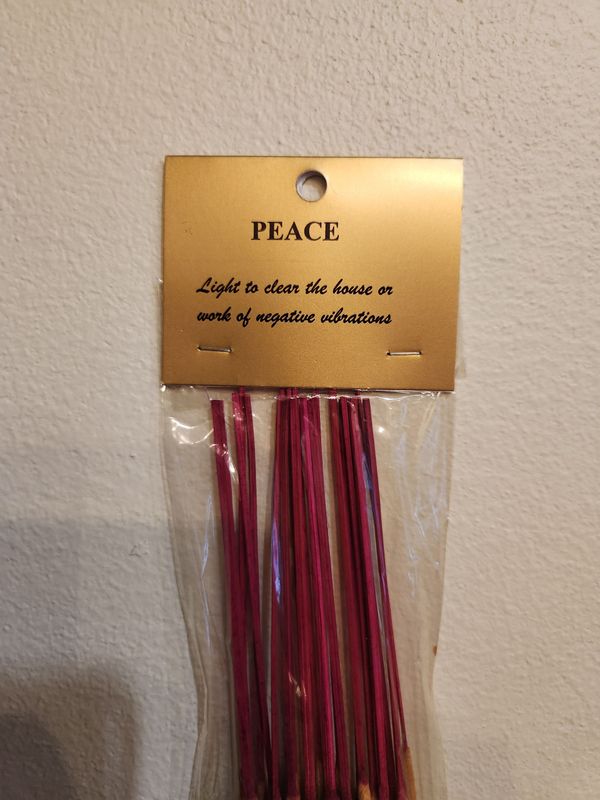 PEACE
Light to clear the house or
work of negative vibrations